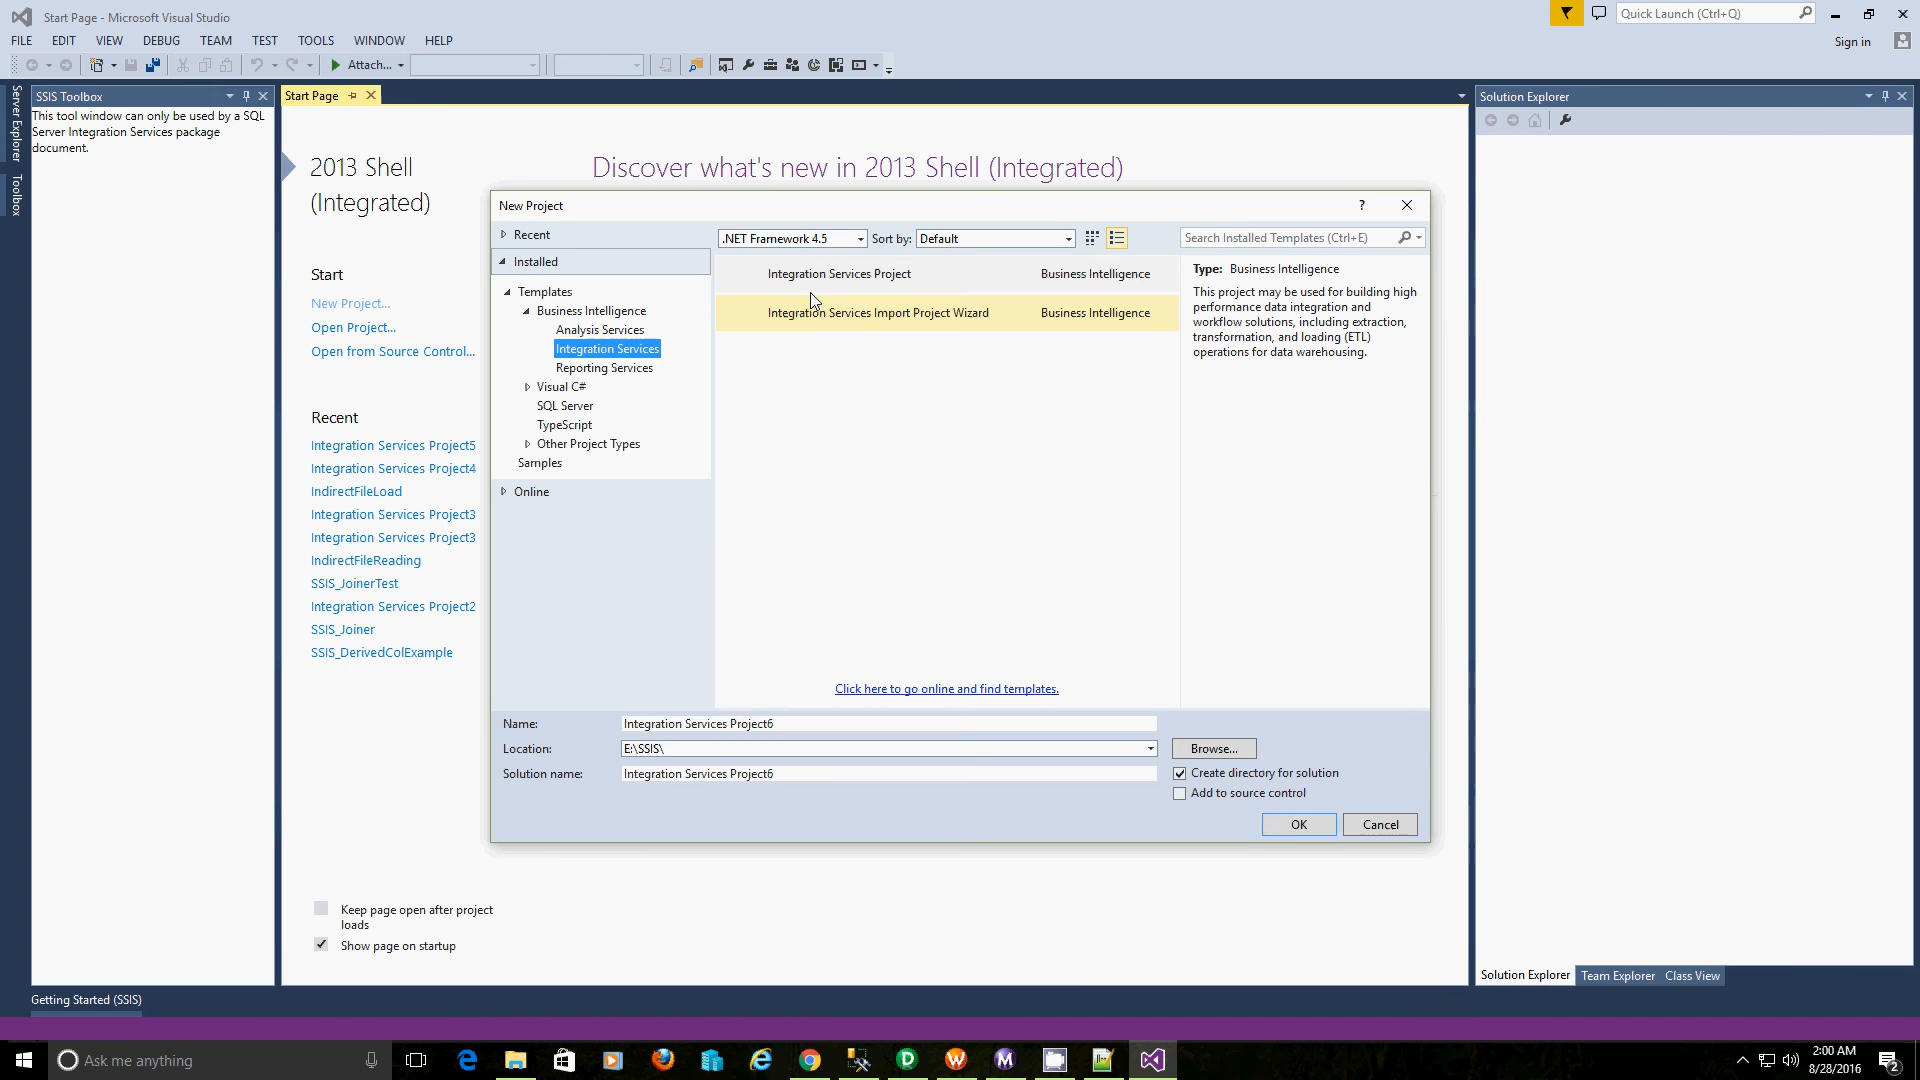 Start Page - Microsoft Visual Studio
Quick Launch (Ctrl+Q)
FILE EDIT VIEW DEBUG TEAM TEST TOOLS WINDOW HELP
Sign in
Attach...
Server Explorer
Toolbox
SSIS Toolbox
This tool window can only be used by a SQL
Server Integration Services package
document.
Start Page
2013 Shell
(Integrated)
Discover what's new in 2013 Shell (Integrated)
Start
New Project...
Open Project...
Open from Source Control...
Recent
Integration Services Project5
Integration Services Project4
IndirectFileLoad
Integration Services Project3
Integration Services Project3
IndirectFileReading
SSIS_JoinerTest
Integration Services Project2
SSIS_Joiner
SSIS_DerivedColExample
Keep page open after project
loads
Show page on startup
New Project
?
Recent
Installed
Templates
Business Intelligence
Analysis Services
Integration Services
Reporting Services
Visual C#
SQL Server
TypeScript
Other Project Types
Samples
Online
.NET Framework 4.5 Sort by: Default
Search Installed Templates (Ctrl+E)
Integration Services Project Business Intelligence
Integration Services Import Project Wizard Business Intelligence
Type: Business Intelligence
This project may be used for building high
performance data integration and
workflow solutions, including extraction,
transformation, and loading (ETL)
operations for data warehousing.
Click here to go online and find templates.
Name: Integration Services Project6
Location: E:\SSIS\ Browse...
Solution name: Integration Services Project6
Create directory for solution
Add to source control
OK Cancel
Solution Explorer
Solution Explorer Team Explorer Class View
Getting Started (SSIS)
Ask me anything
2:00 AM
8/28/2016
2